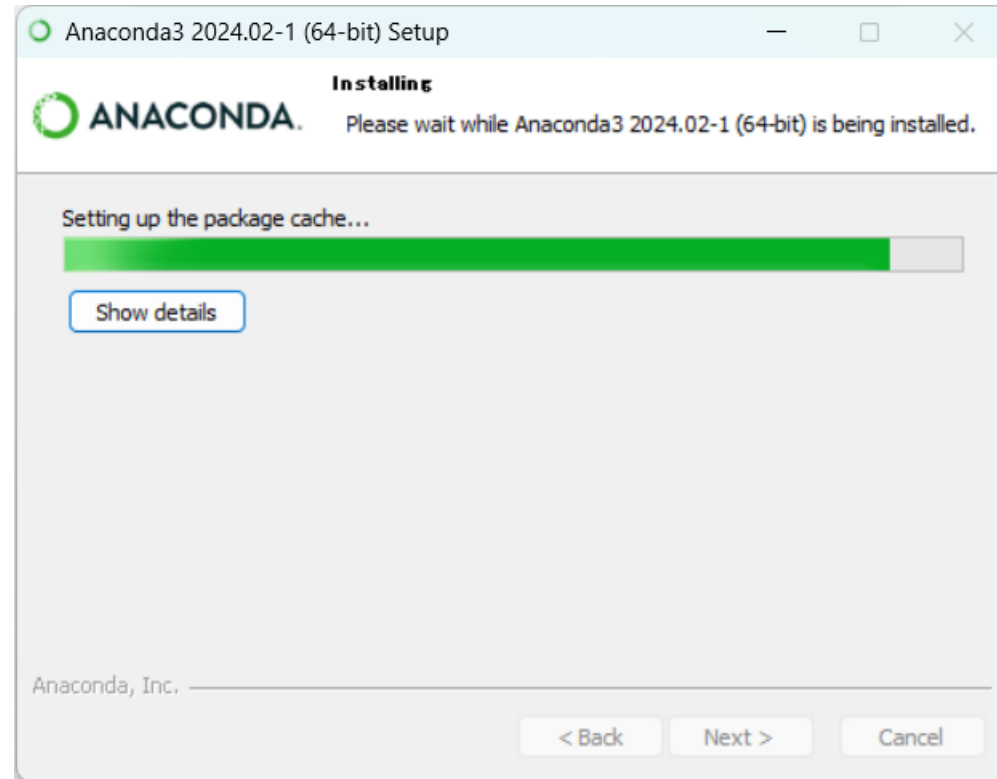 Anaconda3 2024.02-1 (64-bit) Setup
ANACONDA.
Installing
Please wait while Anaconda3 2024.02-1 (64-bit) is being installed.
Setting up the package cache...
Show details
Anaconda, Inc.
< Back
Next >
Cancel